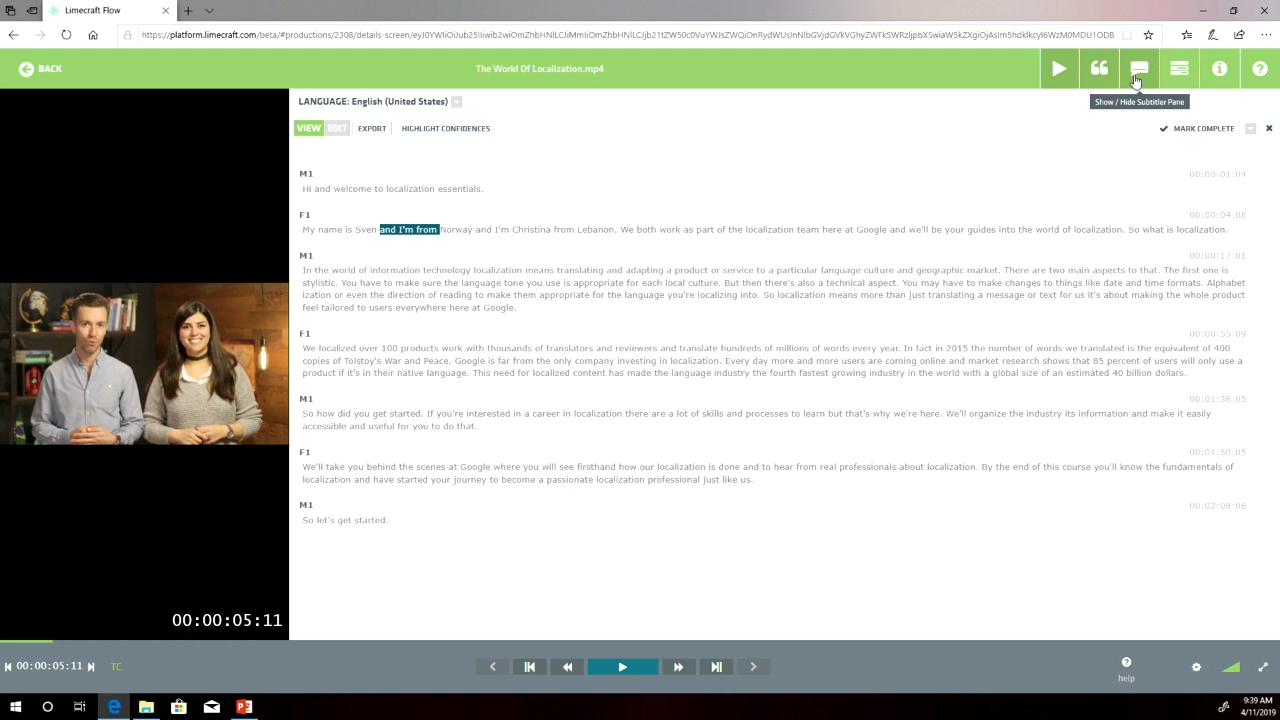 Limecraft Flow
https://platform.limecraft.com/beta/#productions/2308/details-screen/
BACK
The World Of Localization.mp4
Show / Hide Subtitler Pane
LANGUAGE: English (United States)
VIEW EDIT EXPORT HIGHLIGHT CONFIDENCES MARK COMPLETE
M1 00:00:01:04
Hi and welcome to localization essentials.
F1 00:00:04:08
My name is Sven and I'm from Norway and I'm Christina from Lebanon. We both work as part of the localization team here at Google and we'll be your guides into the world of localization. So what is localization.
M1 00:00:17:01
In the world of information technology localization means translating and adapting a product or service to a particular language culture and geographic market. There are two main aspects to that. The first one is
stylistic. You have to make sure the language tone you use is appropriate for each local culture. But then there's also a technical aspect. You may have to make changes to things like date and time formats. Alphabet
ization or even the direction of reading to make them appropriate for the language you're localizing into. So localization means more than just translating a message or text for us it's about making the whole product
feel tailored to users everywhere here at Google.
F1 00:00:55:09
We localized over 100 products work with thousands of translators and reviewers and translate hundreds of millions of words every year. In fact in 2015 the number of words we translated is the equivalent of 400
copies of Tolstoy's War and Peace. Google is far from the only company investing in localization. Every day more and more users are coming online and market research shows that 85 percent of users will only use a
product if it's in their native language. This need for localized content has made the language industry the fourth fastest growing industry in the world with a global size of an estimated 40 billion dollars.
M1 00:01:36:05
So how did you get started. If you're interested in a career in localization there are a lot of skills and processes to learn but that's why we're here. We'll organize the industry its information and make it easily
accessible and useful for you to do that.
F1 00:01:50:05
We'll take you behind the scenes at Google where you will see firsthand how our localization is done and to hear from real professionals about localization. By the end of this course you'll know the fundamentals of
localization and have started your journey to become a passionate localization professional just like us.
M1 00:02:08:08
So let's get started.
00:00:05:11
00:00:05:11 TC
help
9:39 AM
4/11/2019